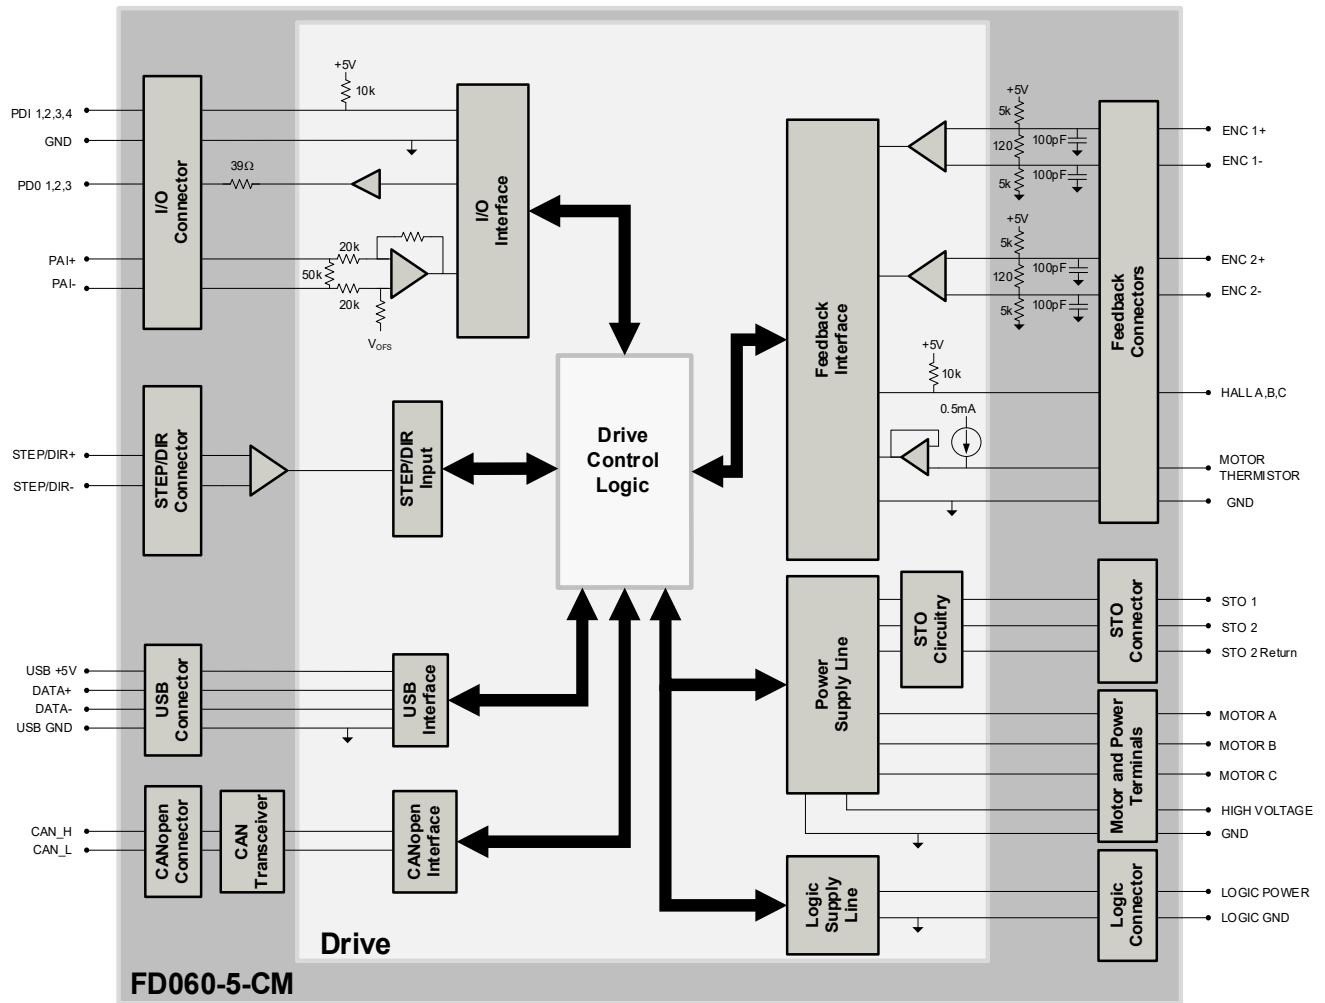 +5V
10k
PDI 1,2,3,4
GND
39Ω
PD0 1,2,3
I/O
Connector
I/O
Interface
PAI+
PAI-
20k
50k
20k
VOFS
STEP/DIR+
STEP/DIR-
STEP/DIR
Connector
STEP/DIR
Input
Drive
Control
Logic
USB +5V
DATA+
DATA-
USB GND
USB
Connector
USB
Interface
CAN_H
CAN_L
CANopen
Connector
CAN
Transceiver
CANopen
Interface
Feedback
Interface
+5V
5k
120
5k
100pF
100pF
+5V
5k
120
5k
100pF
100pF
+5V
10k
0.5mA
Feedback
Connectors
ENC 1+
ENC 1-
ENC 2+
ENC 2-
HALL A,B,C
MOTOR
THERMISTOR
GND
Power
Supply Line
STO
Circuitry
STO
Connector
STO 1
STO 2
STO 2 Return
Motor and Power
Terminals
MOTOR A
MOTOR B
MOTOR C
HIGH VOLTAGE
GND
Logic
Supply
Line
Logic
Connector
LOGIC POWER
LOGIC GND
Drive
FD060-5-CM